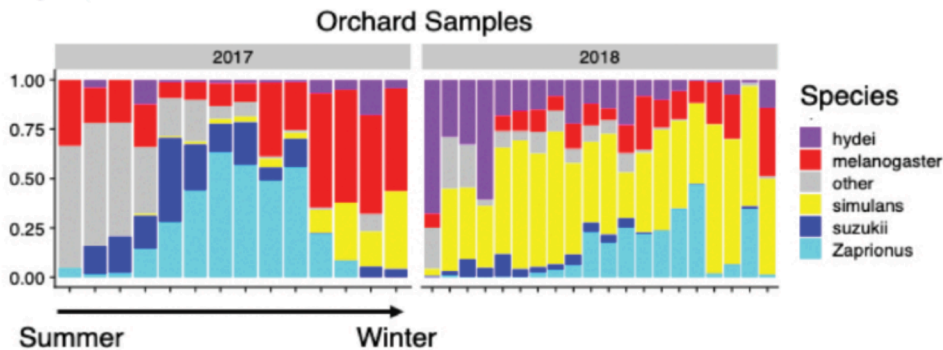 Orchard Samples
2017 2018
1.00
0.75
0.50
0.25
0.00
Species
hydei
melanogaster
other
simulans
suzukii
Zaprionus
Summer Winter